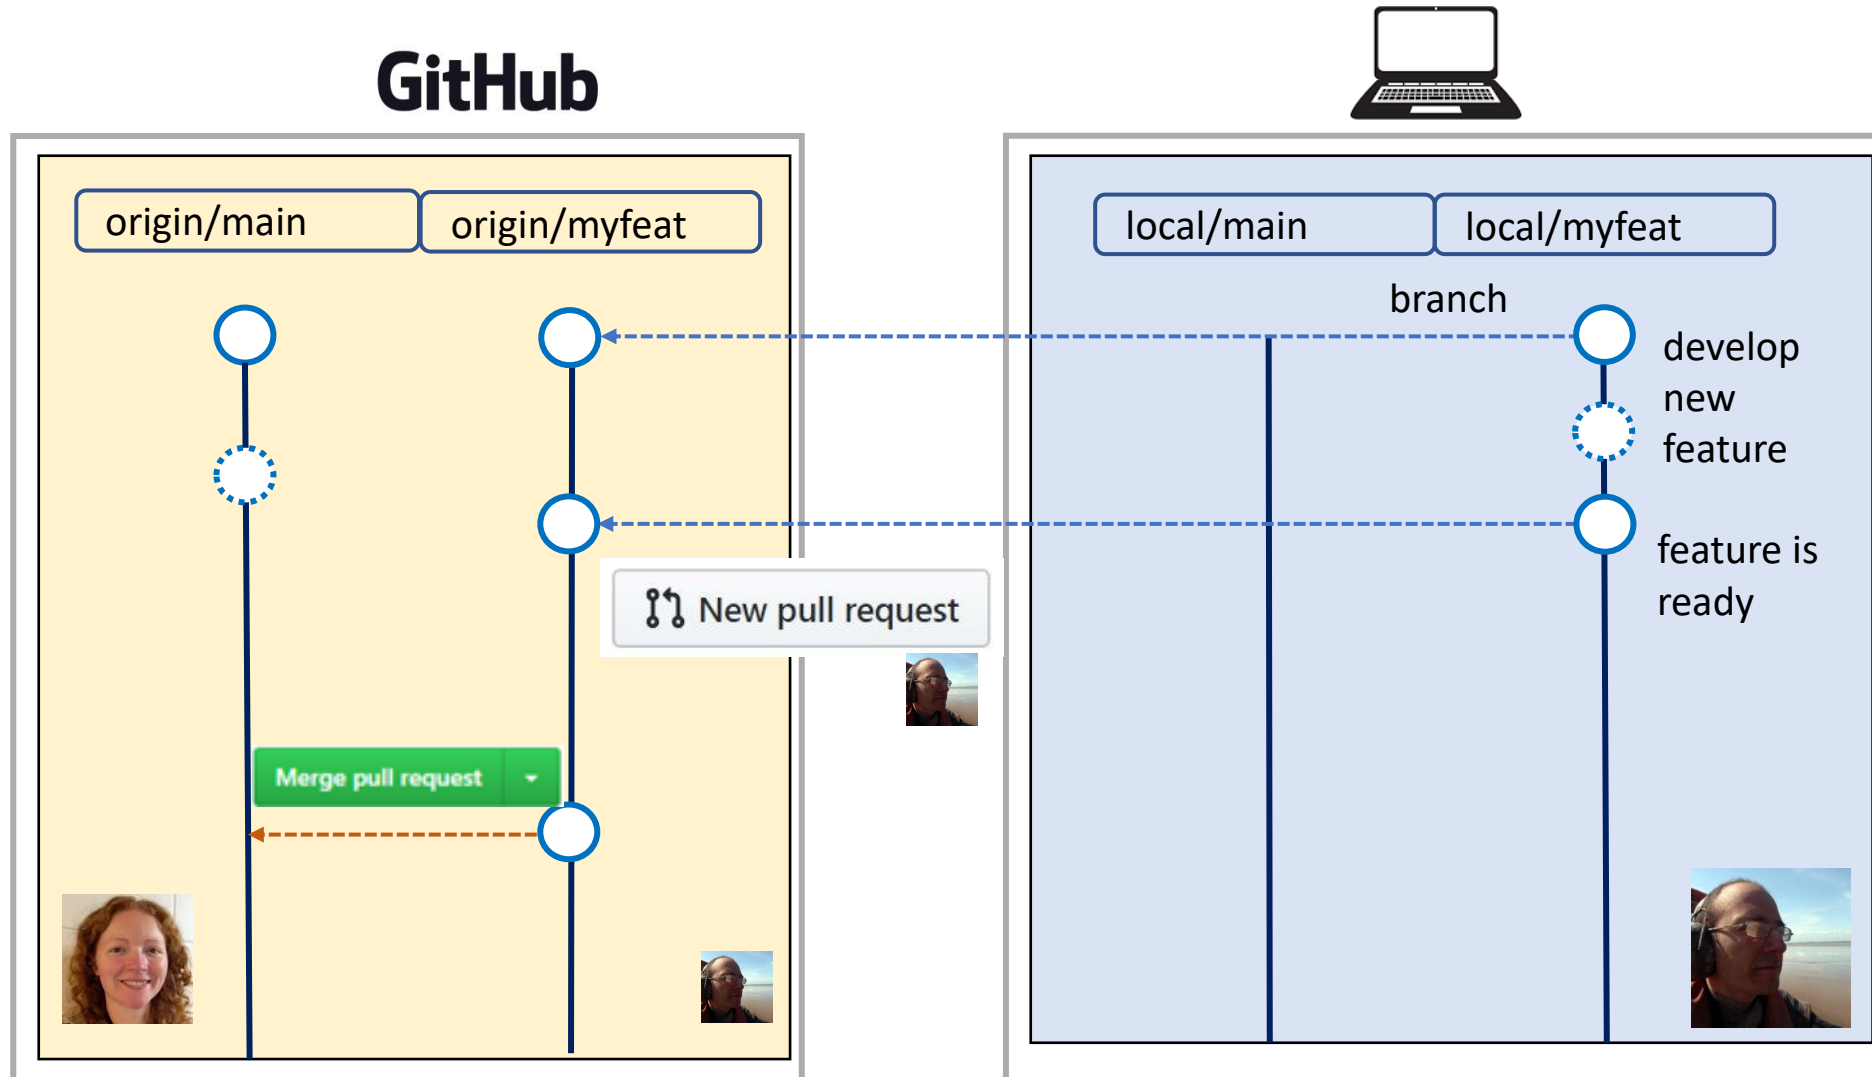 GitHub
origin/main
origin/myfeat
local/main
local/myfeat
branch
develop
new
feature
feature is
ready
New pull request
Merge pull request